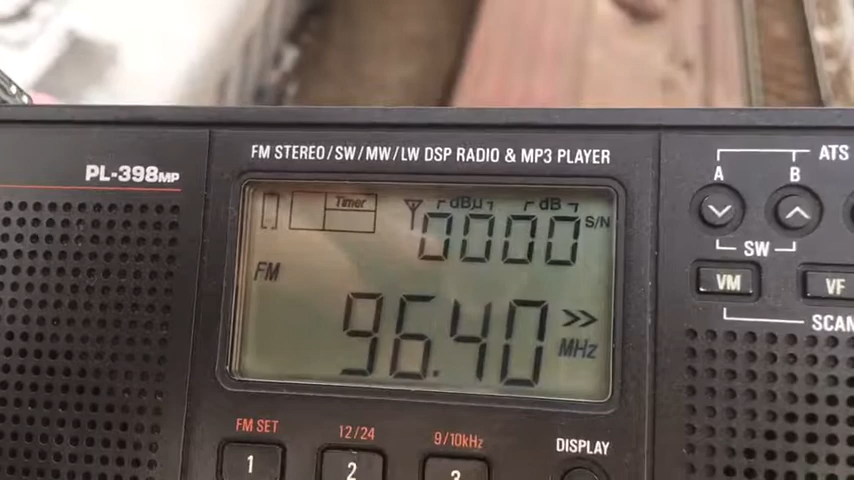 FM STEREO/SW/MW/LW DSP RADIO & MP3 PLAYER
PL-398MP
ATS
A B
Timer
dBμ dB
0000 S/N
SW
FM
VM VF
96.40 >> MHz
SCAN
FM SET 12/24 9/10kHz DISPLAY
1 2 3